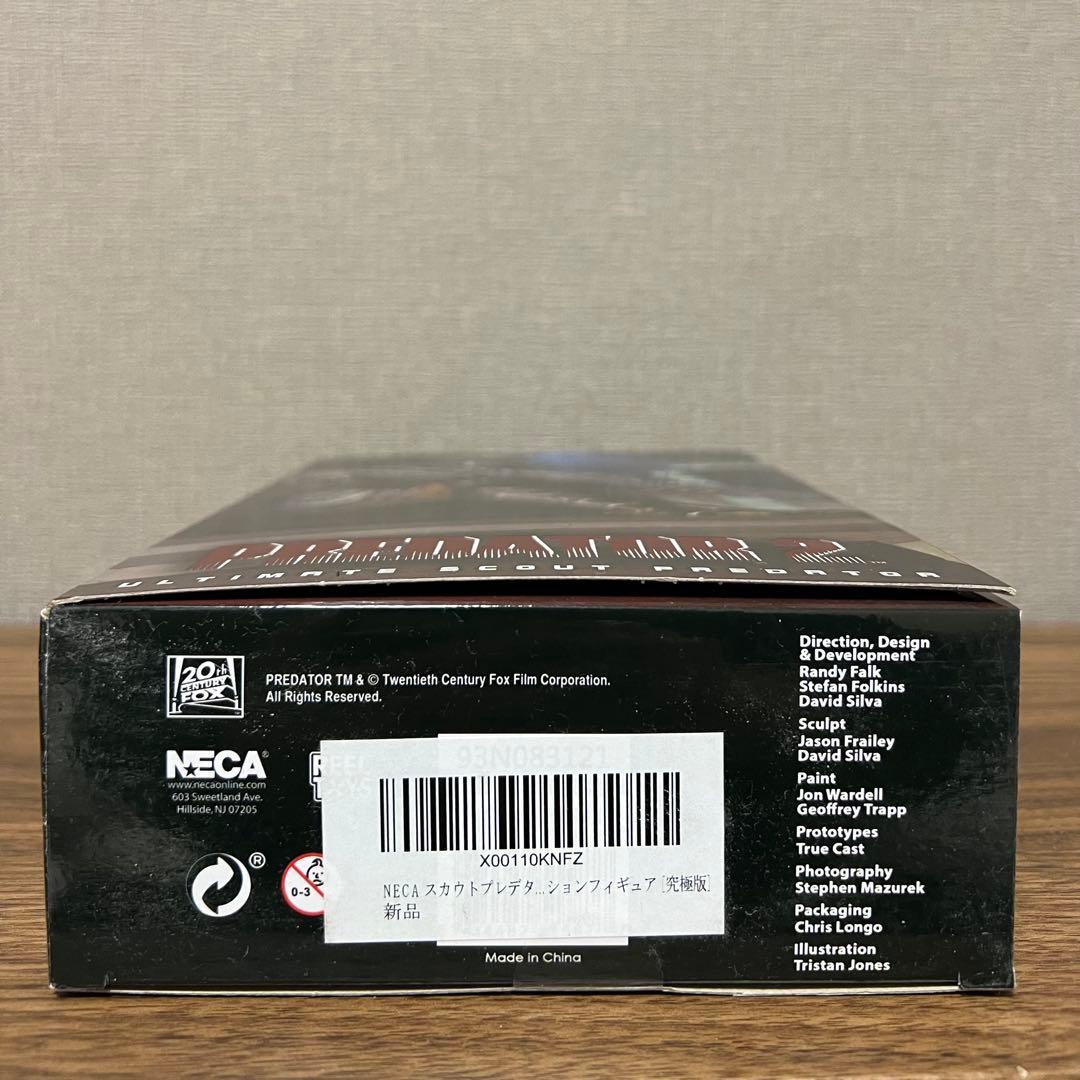 PREDATOR 2
ULTIMATE SCOUT PREDATOR
20th
CENTURY
FOX
PREDATOR TM & © Twentieth Century Fox Film Corporation.
All Rights Reserved.
NECA®
www.necaonline.com
603 Sweetland Ave.
Hillside, NJ 07205
®
0-3
93N083121
X00110KNFZ
NECA スカウトプレデタ...ションフィギュア [究極版]
新品
Made in China
Direction, Design
& Development
Randy Falk
Stefan Folkins
David Silva
Sculpt
Jason Frailey
David Silva
Paint
Jon Wardell
Geoffrey Trapp
Prototypes
True Cast
Photography
Stephen Mazurek
Packaging
Chris Longo
Illustration
Tristan Jones